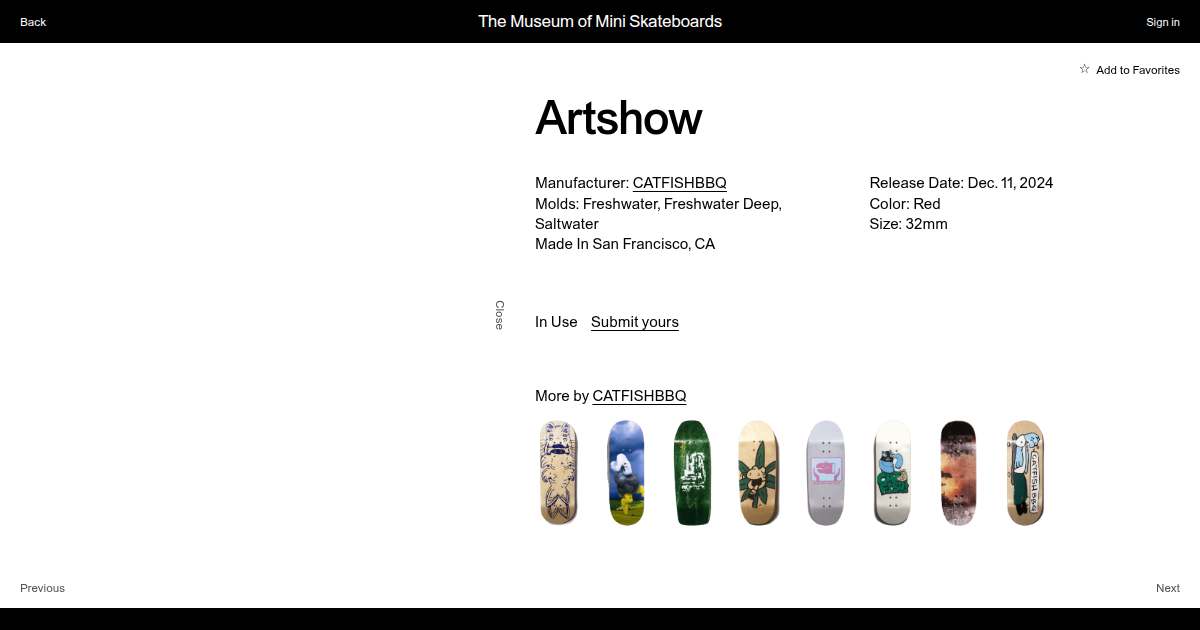 Back
The Museum of Mini Skateboards
Sign in
☆ Add to Favorites
Artshow
Manufacturer: CATFISHBBQ
Molds: Freshwater, Freshwater Deep,
Saltwater
Made In San Francisco, CA
Release Date: Dec. 11, 2024
Color: Red
Size: 32mm
Close
In Use Submit yours
More by CATFISHBBQ
CATFISH BBQ
Previous
Next